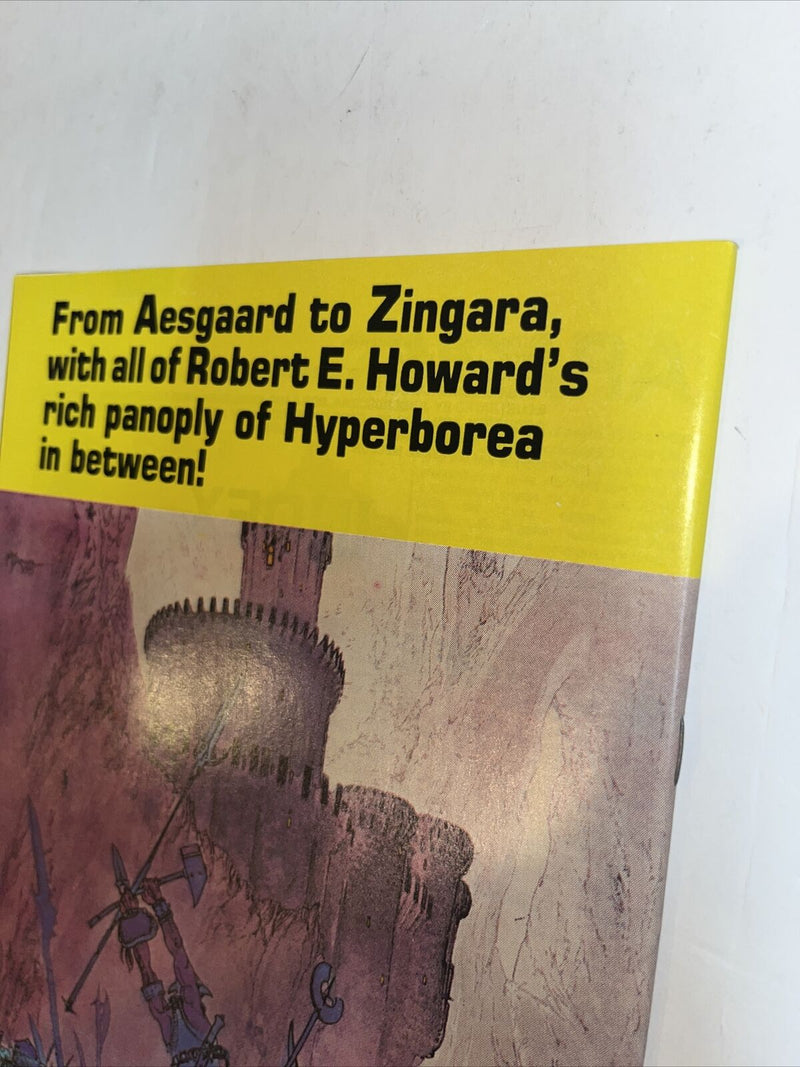 From Aesgaard to Zingara,
with all of Robert E. Howard's
rich panoply of Hyperborea
in between!